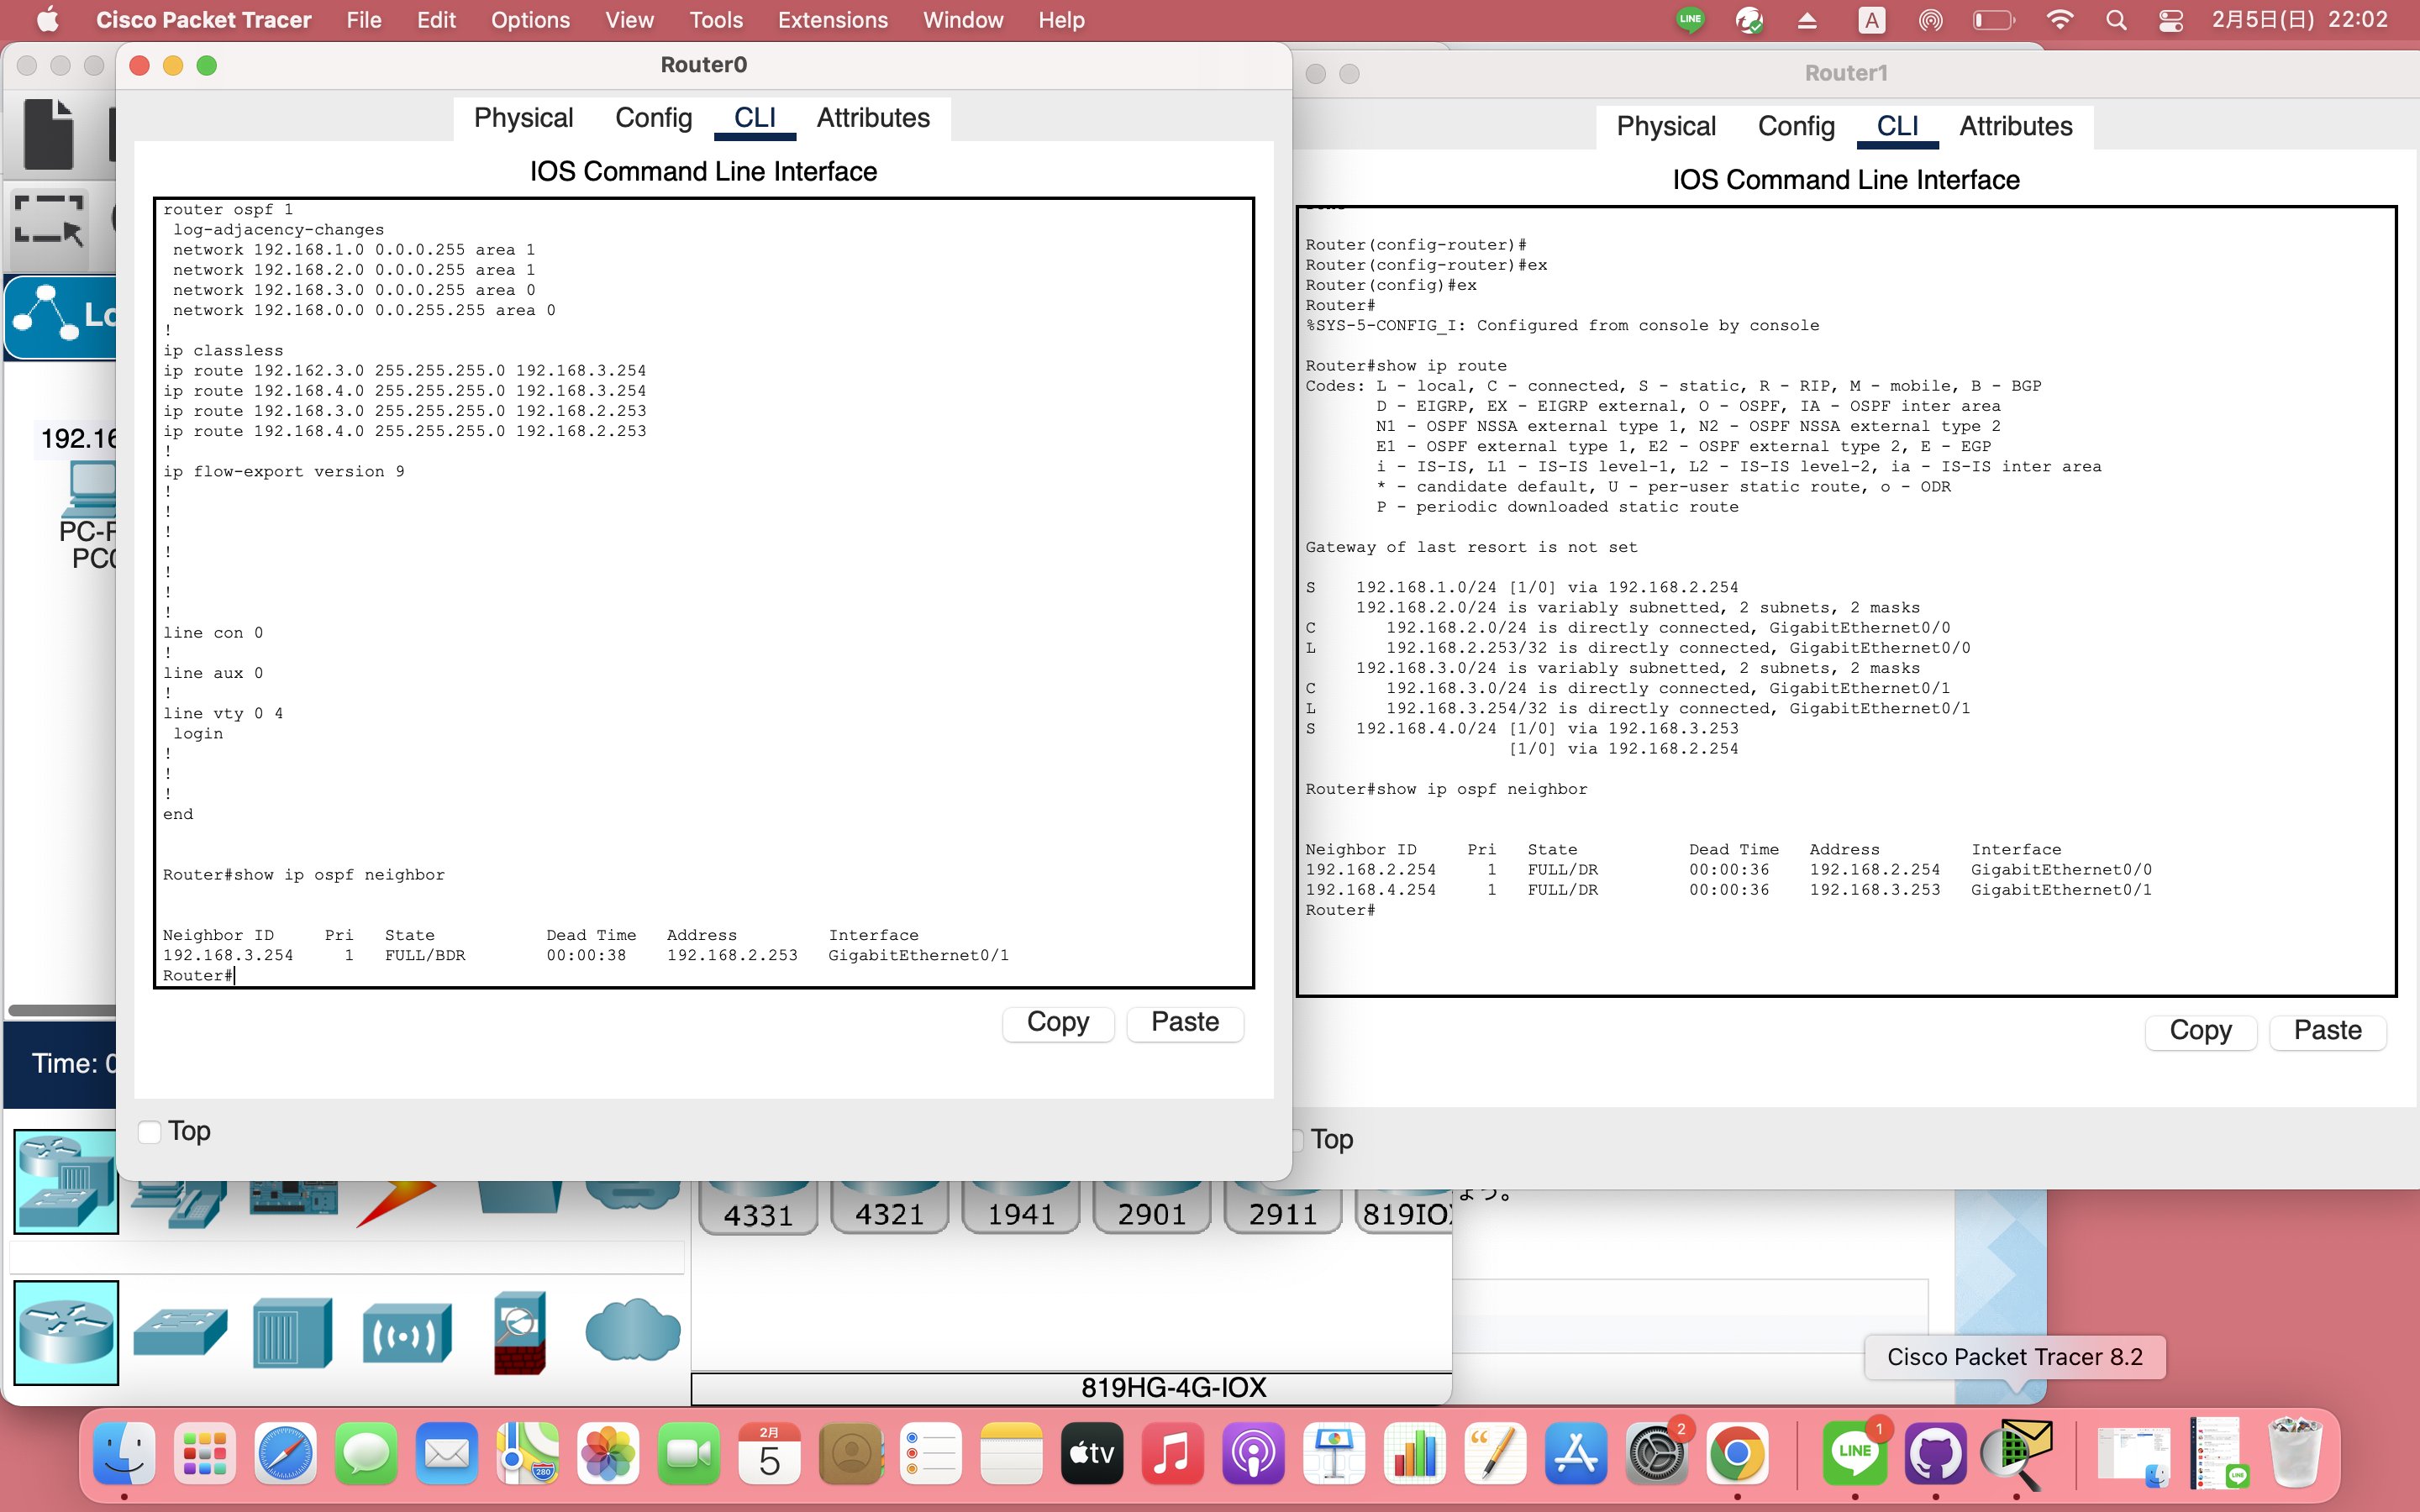 Cisco Packet Tracer File Edit Options View Tools Extensions Window Help LINE A 2月5日(日) 22:02
Router0
Physical Config CLI Attributes
IOS Command Line Interface
router ospf 1
log-adjacency-changes
network 192.168.1.0 0.0.0.255 area 1
network 192.168.2.0 0.0.0.255 area 1
network 192.168.3.0 0.0.0.255 area 0
network 192.168.0.0 0.0.255.255 area 0
!
ip classless
ip route 192.162.3.0 255.255.255.0 192.168.3.254
ip route 192.168.4.0 255.255.255.0 192.168.3.254
ip route 192.168.3.0 255.255.255.0 192.168.2.253
ip route 192.168.4.0 255.255.255.0 192.168.2.253
!
ip flow-export version 9
!
!
!
!
!
!
!
line con 0
!
line aux 0
!
line vty 0 4
login
!
!
!
end
Router#show ip ospf neighbor
Neighbor ID Pri State Dead Time Address Interface
192.168.3.254 1 FULL/BDR 00:00:38 192.168.2.253 GigabitEthernet0/1
Router#
Copy Paste
Top
Router1
Physical Config CLI Attributes
IOS Command Line Interface
Router(config-router)#
Router(config-router)#ex
Router(config)#ex
Router#
%SYS-5-CONFIG_I: Configured from console by console
Router#show ip route
Codes: L - local, C - connected, S - static, R - RIP, M - mobile, B - BGP
D - EIGRP, EX - EIGRP external, O - OSPF, IA - OSPF inter area
N1 - OSPF NSSA external type 1, N2 - OSPF NSSA external type 2
E1 - OSPF external type 1, E2 - OSPF external type 2, E - EGP
i - IS-IS, L1 - IS-IS level-1, L2 - IS-IS level-2, ia - IS-IS inter area
* - candidate default, U - per-user static route, o - ODR
P - periodic downloaded static route
Gateway of last resort is not set
S 192.168.1.0/24 [1/0] via 192.168.2.254
192.168.2.0/24 is variably subnetted, 2 subnets, 2 masks
C 192.168.2.0/24 is directly connected, GigabitEthernet0/0
L 192.168.2.253/32 is directly connected, GigabitEthernet0/0
192.168.3.0/24 is variably subnetted, 2 subnets, 2 masks
C 192.168.3.0/24 is directly connected, GigabitEthernet0/1
L 192.168.3.254/32 is directly connected, GigabitEthernet0/1
S 192.168.4.0/24 [1/0] via 192.168.3.253
[1/0] via 192.168.2.254
Router#show ip ospf neighbor
Neighbor ID Pri State Dead Time Address Interface
192.168.2.254 1 FULL/DR 00:00:36 192.168.2.254 GigabitEthernet0/0
192.168.4.254 1 FULL/DR 00:00:36 192.168.3.253 GigabitEthernet0/1
Router#
Copy Paste
Top
Lo
192.16
PC-P
PC0
Time: 0
4331 4321 1941 2901 2911 819IO
ょう。
819HG-4G-IOX
Cisco Packet Tracer 8.2
2月
5
280
tv
2
LINE
1